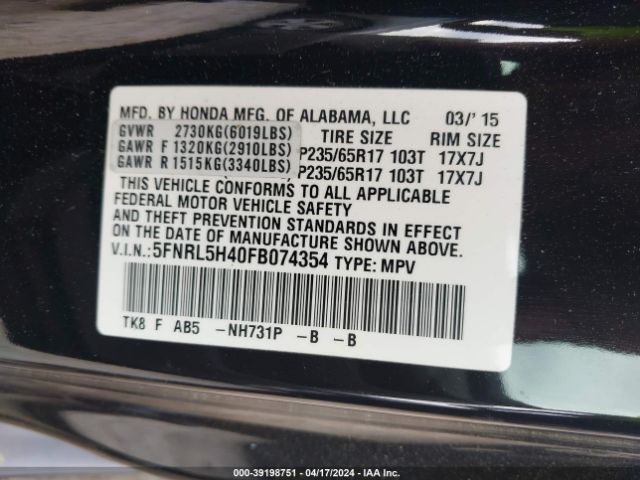 MFD. BY HONDA MFG. OF ALABAMA, LLC 03/' 15
GVWR 2730KG(6019LBS) TIRE SIZE RIM SIZE
GAWR F 1320KG(2910LBS) P235/65R17 103T 17X7J
GAWR R 1515KG(3340LBS) P235/65R17 103T 17X7J
THIS VEHICLE CONFORMS TO ALL APPLICABLE
FEDERAL MOTOR VEHICLE SAFETY
AND THEFT PREVENTION STANDARDS IN EFFECT
ON THE DATE OF MANUFACTURE SHOWN ABOVE.
V.I.N.:5FNRL5H40FB074354 TYPE: MPV
TK8 F AB5 -NH731P -B -B
000-39198751 — 04/17/2024 — IAA Inc.